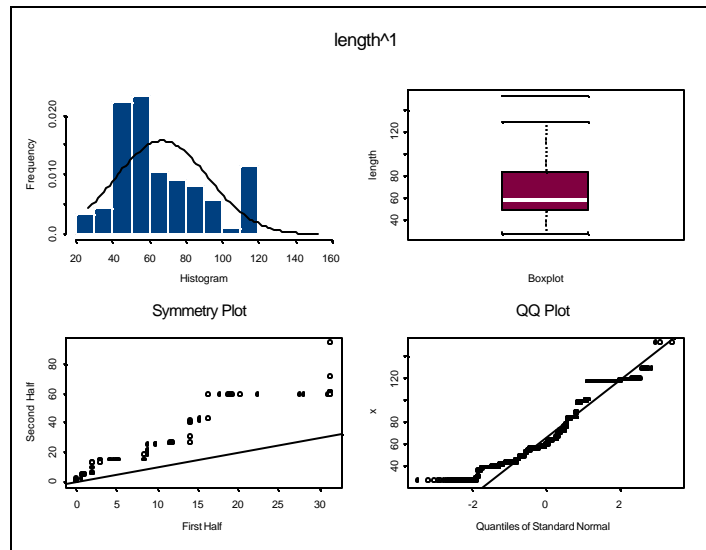 length^1
Frequency
0.0
0.010
0.020
20 40 60 80 100 120 140 160
Histogram
length
40
60
80
120
Boxplot
Symmetry Plot
Second Half
0
20
40
60
80
0 5 10 15 20 25 30
First Half
QQ Plot
x
40
60
80
120
-2 0 2
Quantiles of Standard Normal